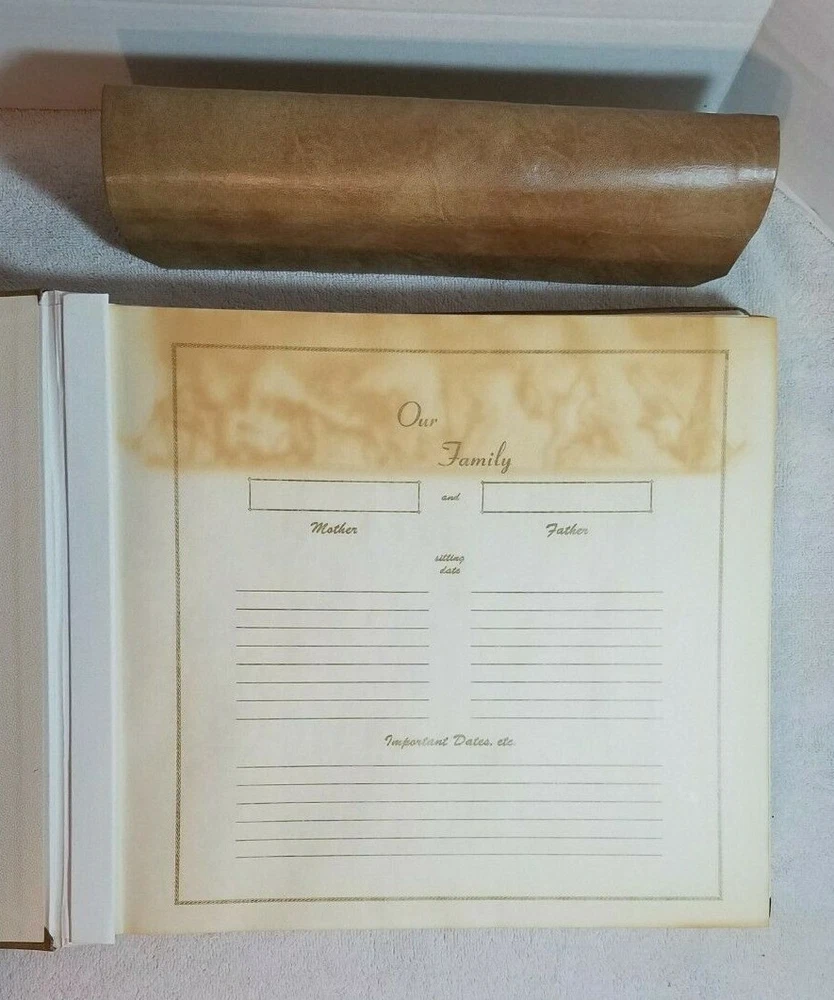 Our
Family
and
Mother
Father
sitting
date
Important Dates, etc.